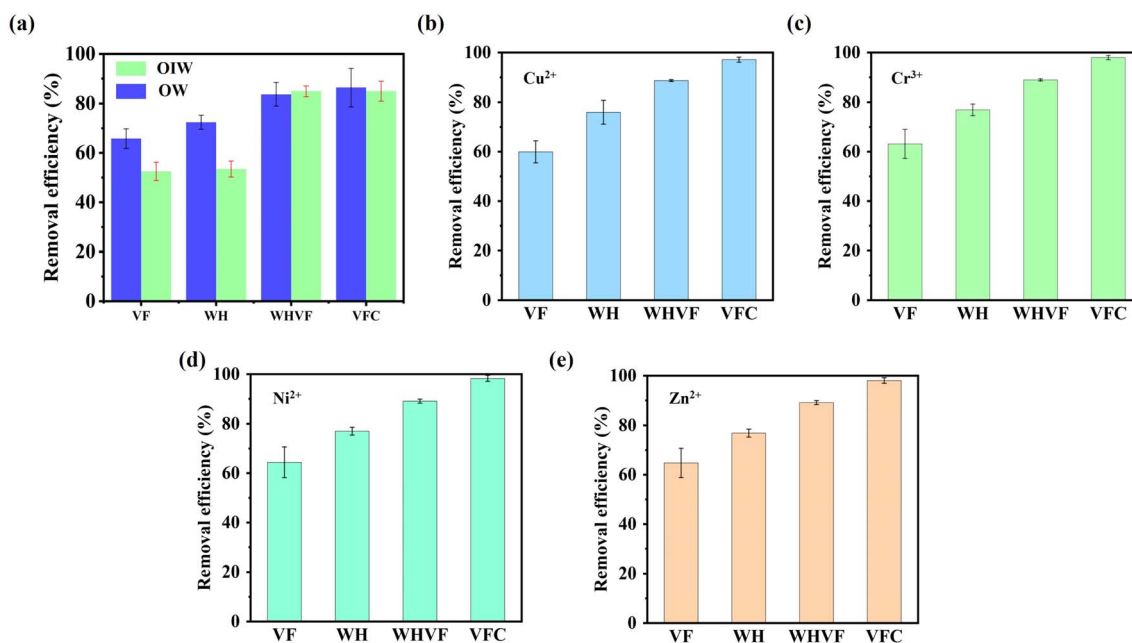 (a)
Removal efficiency (%)
100
80
60
40
20
0
OIW
OW
VF WH WHVF VFC
(b)
Removal efficiency (%)
100
80
60
40
20
0
Cu²⁺
VF WH WHVF VFC
(c)
Removal efficiency (%)
100
80
60
40
20
0
Cr³⁺
VF WH WHVF VFC
(d)
Removal efficiency (%)
100
80
60
40
20
0
Ni²⁺
VF WH WHVF VFC
(e)
Removal efficiency (%)
100
80
60
40
20
0
Zn²⁺
VF WH WHVF VFC